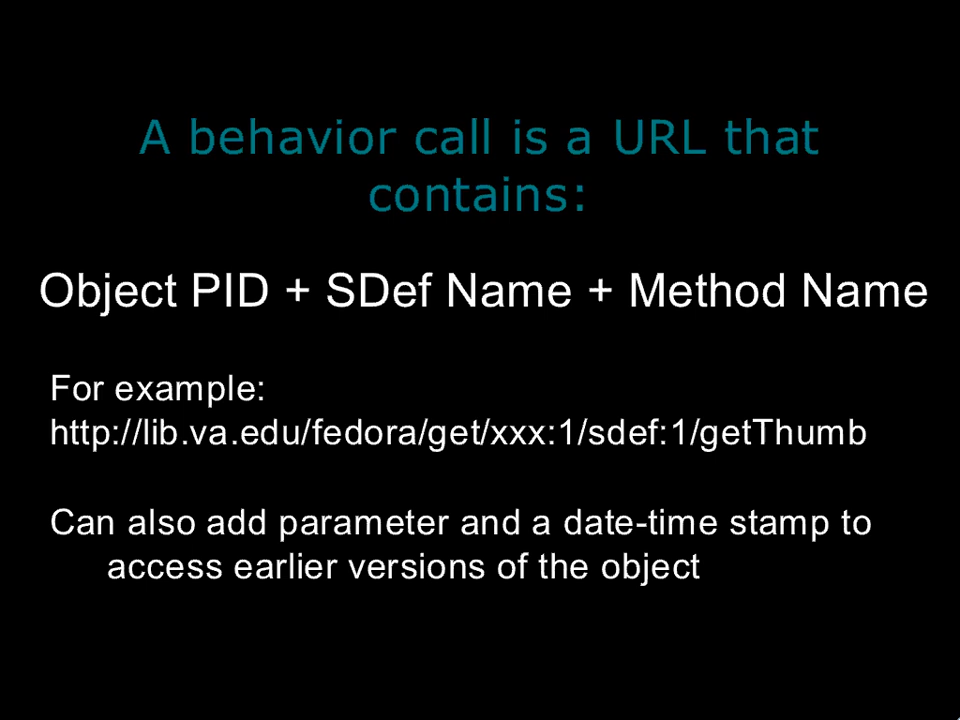 A behavior call is a URL that
contains:
Object PID + SDef Name + Method Name
For example:
http://lib.va.edu/fedora/get/xxx:1/sdef:1/getThumb
Can also add parameter and a date-time stamp to
access earlier versions of the object